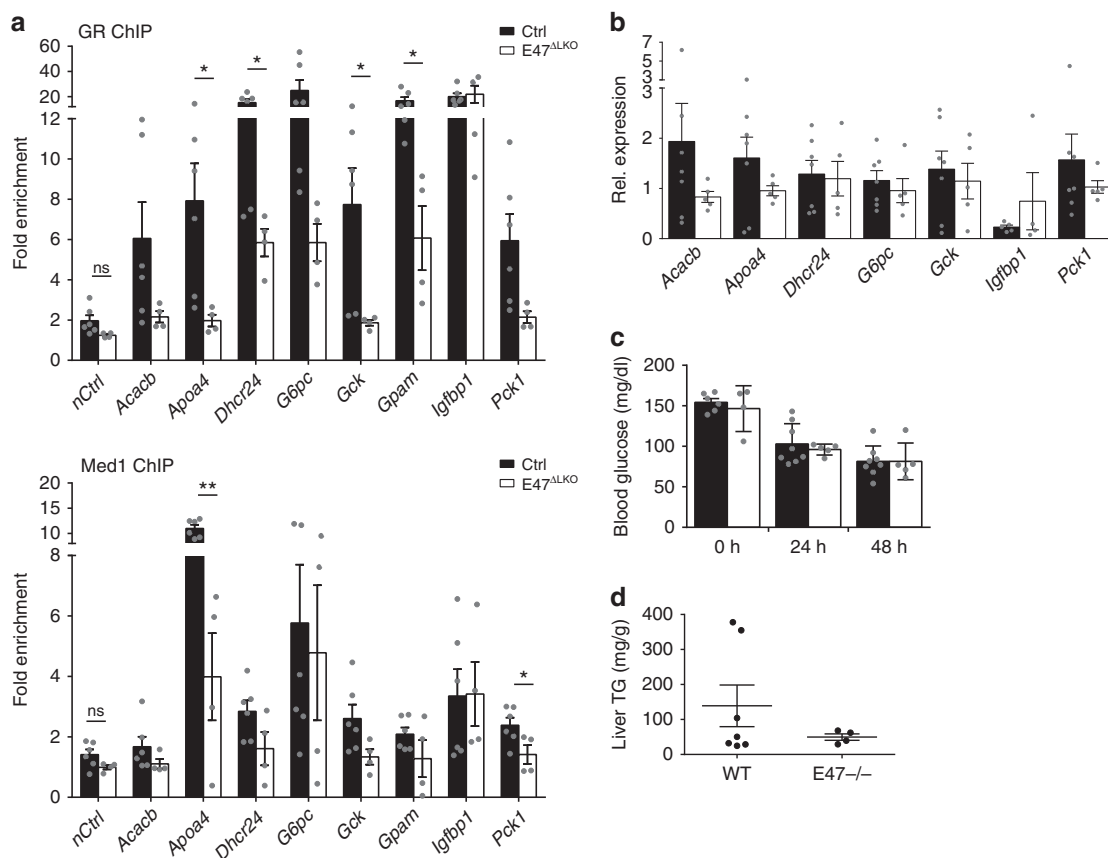 a
GR ChIP
Ctrl
E47ΔLKO
Fold enrichment
60
40
20
12
10
8
6
4
2
0
ns
*
*
*
*
nCtrl
Acacb
Apoa4
Dhcr24
G6pc
Gck
Gpam
Igfbp1
Pck1
Med1 ChIP
Ctrl
E47ΔLKO
Fold enrichment
20
15
10
8
6
4
2
0
ns
**
*
nCtrl
Acacb
Apoa4
Dhcr24
G6pc
Gck
Gpam
Igfbp1
Pck1
b
Rel. expression
7
5
3
2
1
0
Acacb
Apoa4
Dhcr24
G6pc
Gck
Igfbp1
Pck1
c
Blood glucose (mg/dl)
200
150
100
50
0
0 h
24 h
48 h
d
Liver TG (mg/g)
400
300
200
100
0
WT
E47−/−